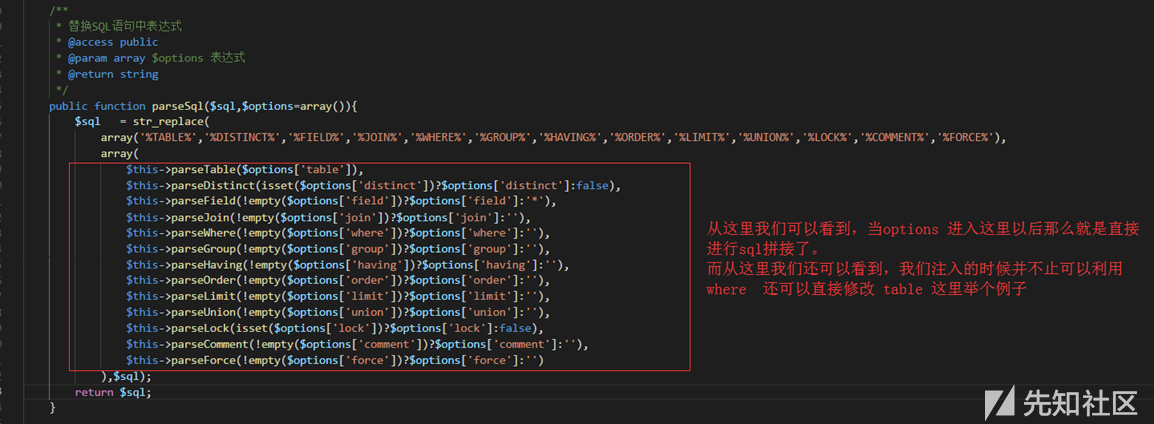 /**
* 替换SQL语句中表达式
* @access public
* @param array $options 表达式
* @return string
*/
public function parseSql($sql,$options=array()){
$sql = str_replace(
array('%TABLE%','%DISTINCT%','%FIELD%','%JOIN%','%WHERE%','%GROUP%','%HAVING%','%ORDER%','%LIMIT%','%UNION%','%LOCK%','%COMMENT%','%FORCE%'),
array(
$this->parseTable($options['table']),
$this->parseDistinct(isset($options['distinct'])?$options['distinct']:false),
$this->parseField(!empty($options['field'])?$options['field']:'*'),
$this->parseJoin(!empty($options['join'])?$options['join']:''),
$this->parseWhere(!empty($options['where'])?$options['where']:''),
$this->parseGroup(!empty($options['group'])?$options['group']:''),
$this->parseHaving(!empty($options['having'])?$options['having']:''),
$this->parseOrder(!empty($options['order'])?$options['order']:''),
$this->parseLimit(!empty($options['limit'])?$options['limit']:''),
$this->parseUnion(!empty($options['union'])?$options['union']:''),
$this->parseLock(isset($options['lock'])?$options['lock']:false),
$this->parseComment(!empty($options['comment'])?$options['comment']:''),
$this->parseForce(!empty($options['force'])?$options['force']:'')
),$sql);
return $sql;
}
从这里我们可以看到，当options 进入这里以后那么就是直接
进行sql拼接了。
而从这里我们还可以看到，我们注入的时候并不止可以利用
where 还可以直接修改 table 这里举个例子
先知社区